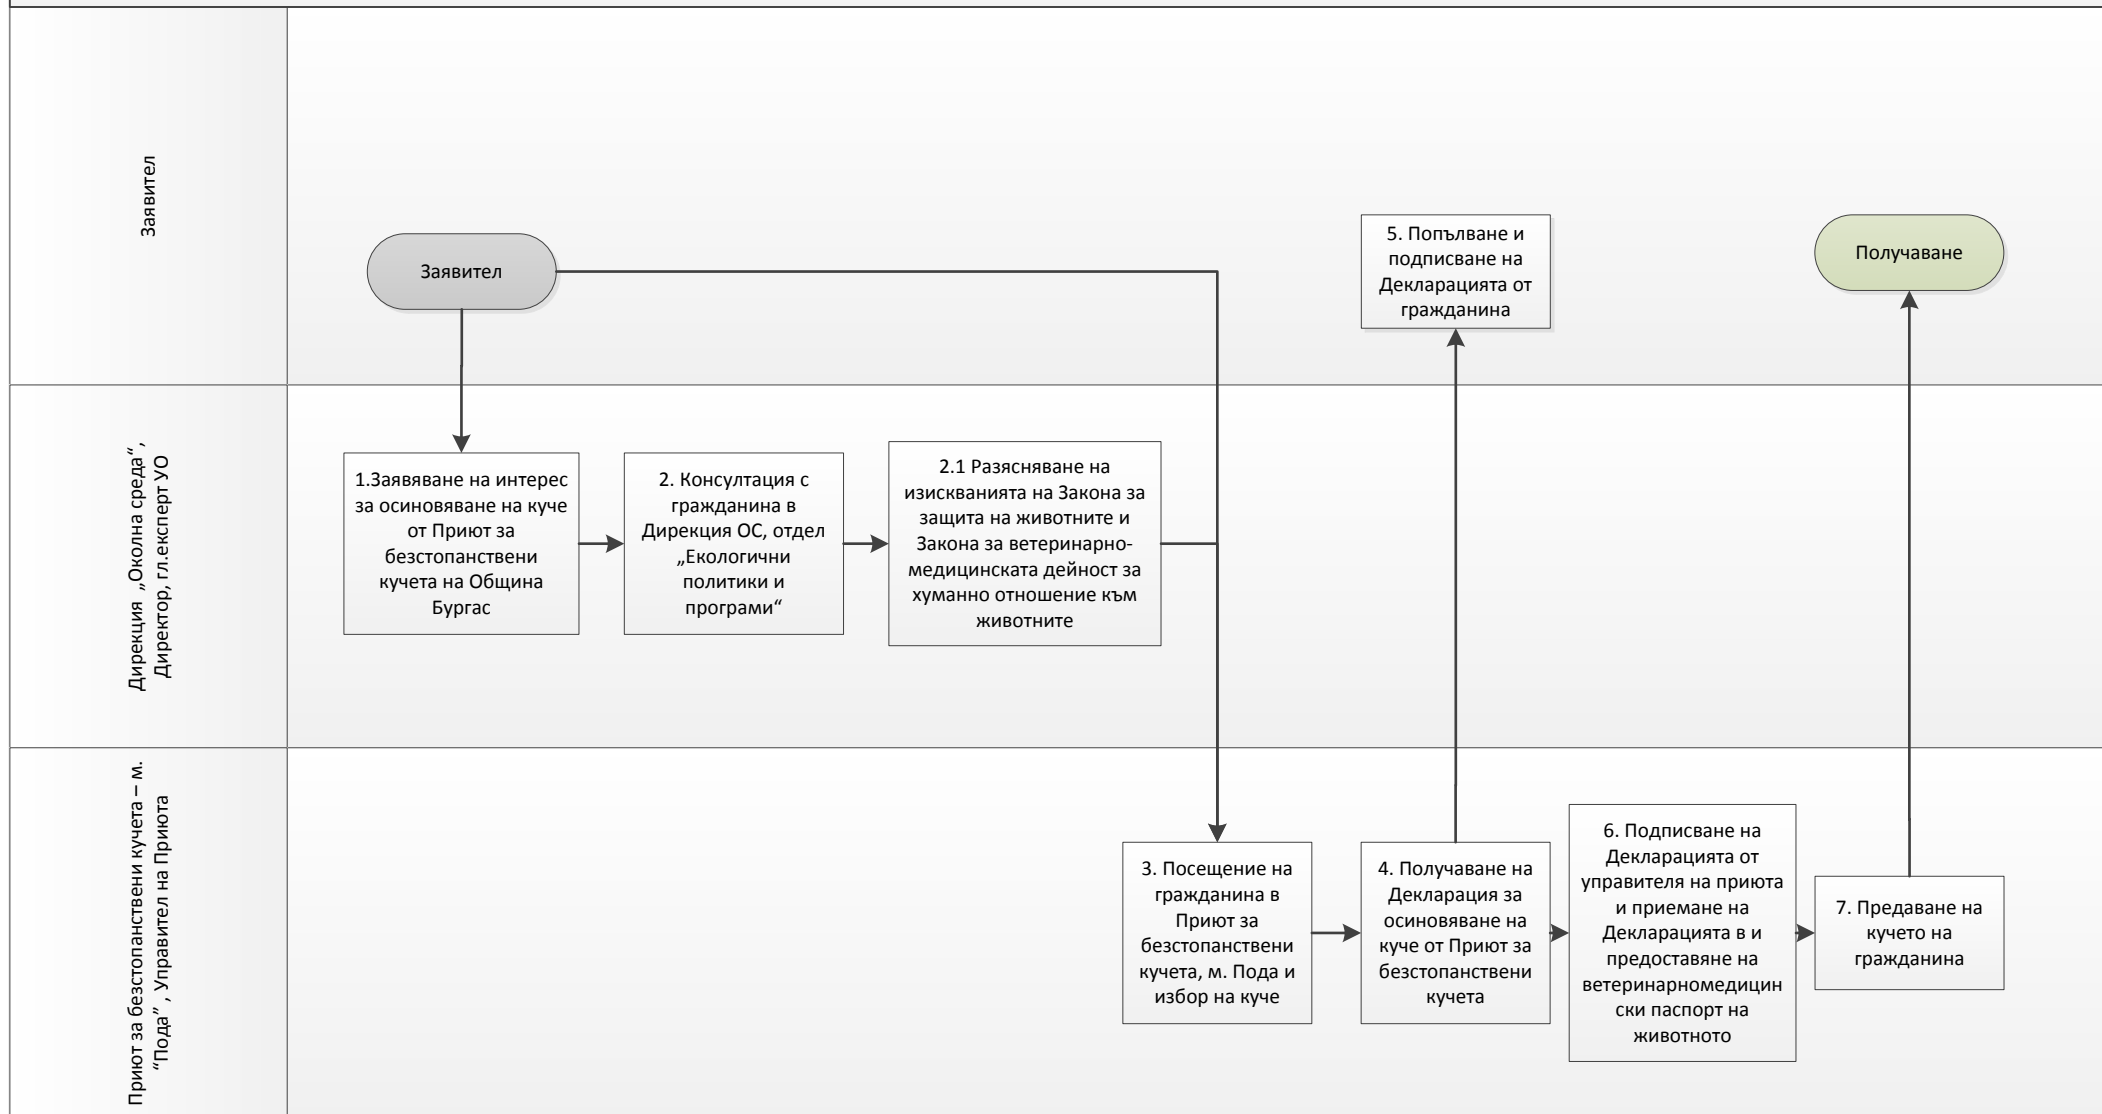 Заявител
Заявител
5. Попълване и
подписване на
Декларацията от
гражданина
Получаване
Дирекция „Околна среда“,
Директор, гл.експерт УО
1.Заявяване на интерес
за осиновяване на куче
от Приют за
безстопанствени
кучета на Община
Бургас
2. Консултация с
гражданина в
Дирекция ОС, отдел
„Екологични
политики и
програми“
2.1 Разясняване на
изискванията на Закона за
защита на животните и
Закона за ветеринарно-
медицинската дейност за
хуманно отношение към
животните
Приют за безстопанствени кучета – м.
“Пода” , Управител на Приюта
3. Посещение на
гражданина в
Приют за
безстопанствени
кучета, м. Пода и
избор на куче
4. Получаване на
Декларация за
осиновяване на
куче от Приют за
безстопанствени
кучета
6. Подписване на
Декларацията от
управителя на приюта
и приемане на
Декларацията в и
предоставяне на
ветеринарномедицин
ски паспорт на
животното
7. Предаване на
кучето на
гражданина